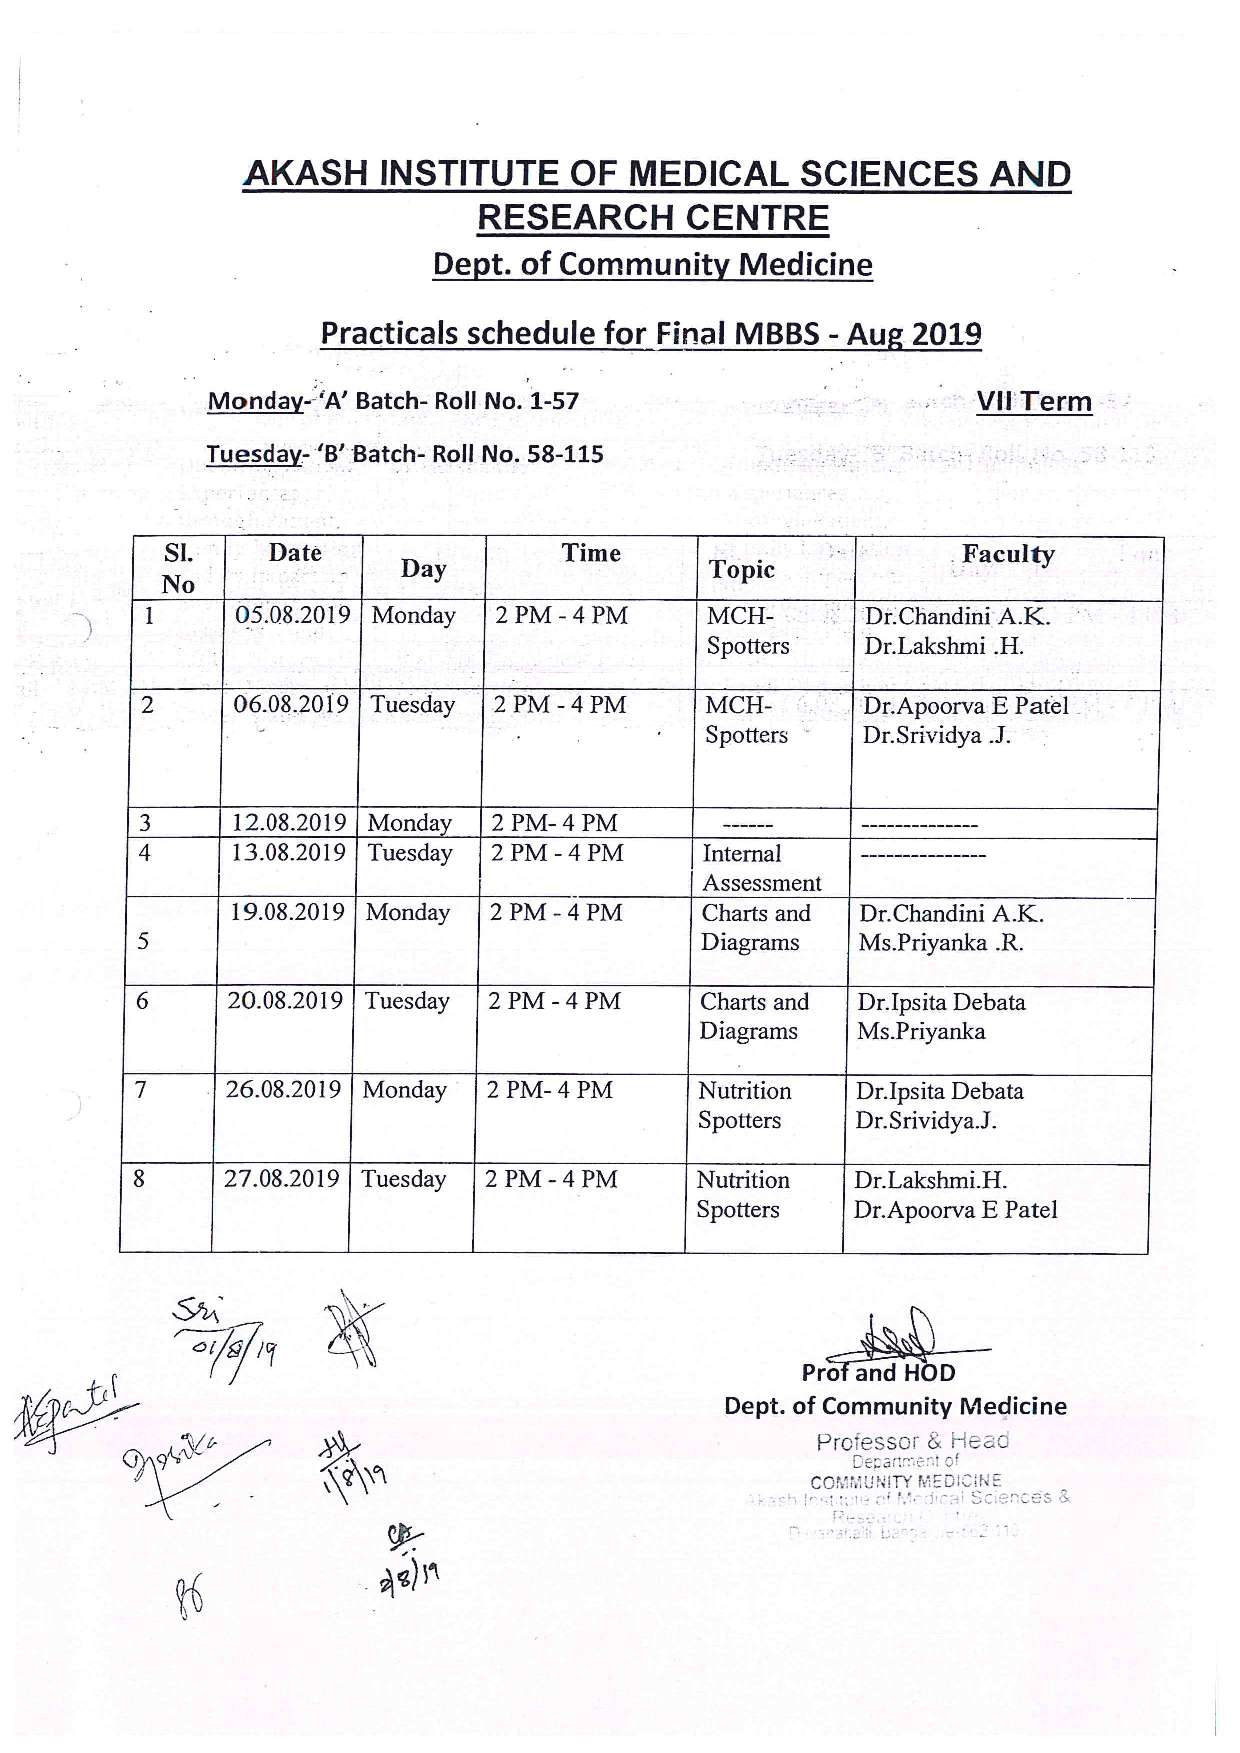 AKASH INSTITUTE OF MEDICAL SCIENCES AND
RESEARCH CENTRE
Dept. of Community Medicine
Practicals schedule for Final MBBS - Aug 2019
Monday- ‘A’ Batch- Roll No. 1-57 VII Term
Tuesday- ‘B’ Batch- Roll No. 58-115
Sl. No Date Day Time Topic Faculty
1 05.08.2019 Monday 2 PM - 4 PM MCH- Dr.Chandini A.K.
Spotters Dr.Lakshmi .H.
2 06.08.2019 Tuesday 2 PM - 4 PM MCH- Dr.Apoorva E Patel
Spotters Dr.Srividya .J.
3 12.08.2019 Monday 2 PM- 4 PM ------ --------------
4 13.08.2019 Tuesday 2 PM - 4 PM Internal ---------------
Assessment
19.08.2019 Monday 2 PM - 4 PM Charts and Dr.Chandini A.K.
5 Diagrams Ms.Priyanka .R.
6 20.08.2019 Tuesday 2 PM - 4 PM Charts and Dr.Ipsita Debata
Diagrams Ms.Priyanka
7 26.08.2019 Monday 2 PM- 4 PM Nutrition Dr.Ipsita Debata
Spotters Dr.Srividya.J.
8 27.08.2019 Tuesday 2 PM - 4 PM Nutrition Dr.Lakshmi.H.
Spotters Dr.Apoorva E Patel
Sri
01/8/19
1/8/19
2/8/19
Prof and HOD
Dept. of Community Medicine
Professor & Head
Department of
COMMUNITY MEDICINE
Akash Institute of Medical Sciences &